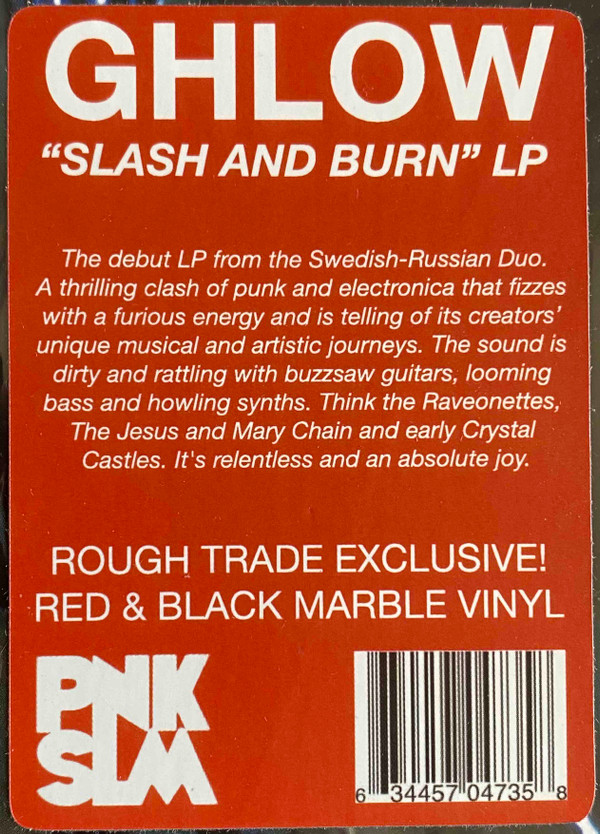 GHLOW
“SLASH AND BURN” LP
The debut LP from the Swedish-Russian Duo.
A thrilling clash of punk and electronica that fizzes
with a furious energy and is telling of its creators’
unique musical and artistic journeys. The sound is
dirty and rattling with buzzsaw guitars, looming
bass and howling synths. Think the Raveonettes,
The Jesus and Mary Chain and early Crystal
Castles. It's relentless and an absolute joy.
ROUGH TRADE EXCLUSIVE!
RED & BLACK MARBLE VINYL
PNK
SLM
6 34457 04735 8